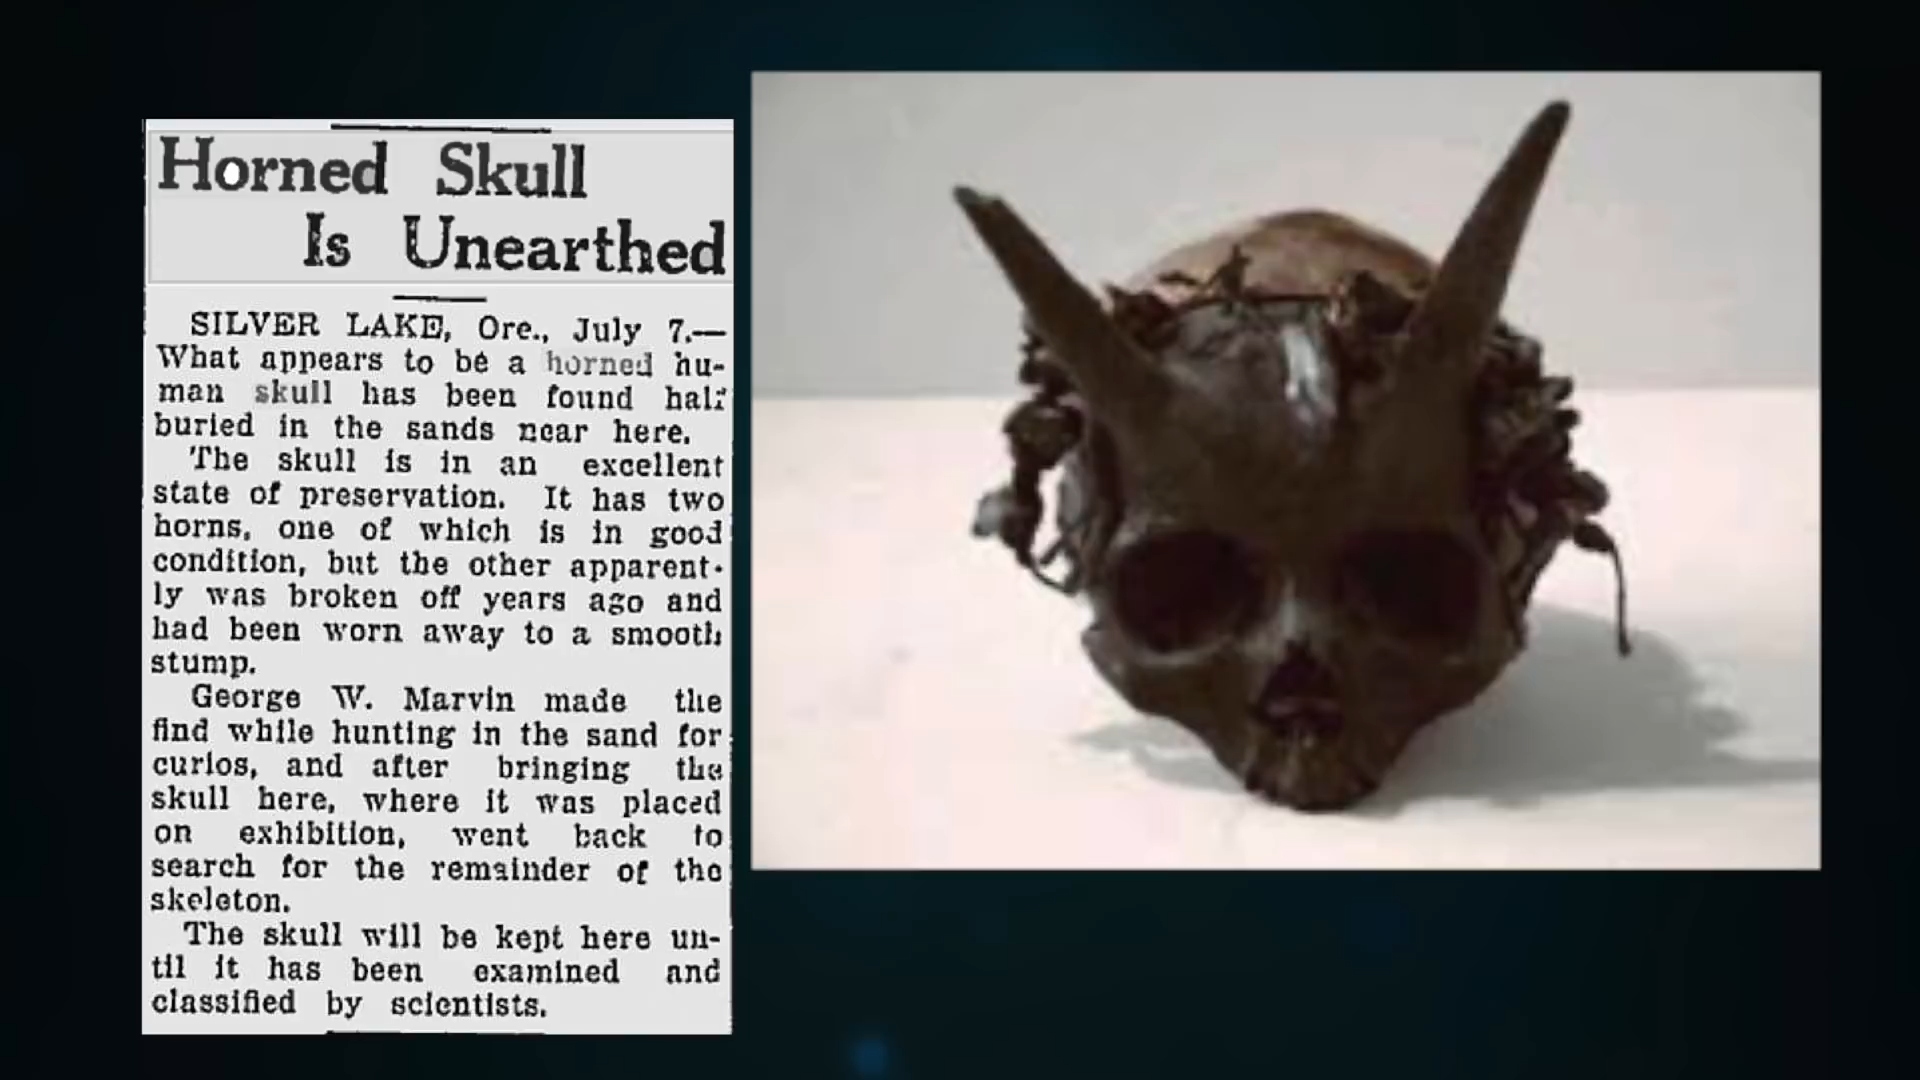 Horned Skull
Is Unearthed
SILVER LAKE, Ore., July 7.—
What appears to be a horned hu-
man skull has been found half
buried in the sands near here.
The skull is in an excellent
state of preservation. It has two
horns, one of which is in good
condition, but the other apparent-
ly was broken off years ago and
had been worn away to a smooth
stump.
George W. Marvin made the
find while hunting in the sand for
curios, and after bringing the
skull here, where it was placed
on exhibition, went back to
search for the remainder of the
skeleton.
The skull will be kept here un-
til it has been examined and
classified by scientists.